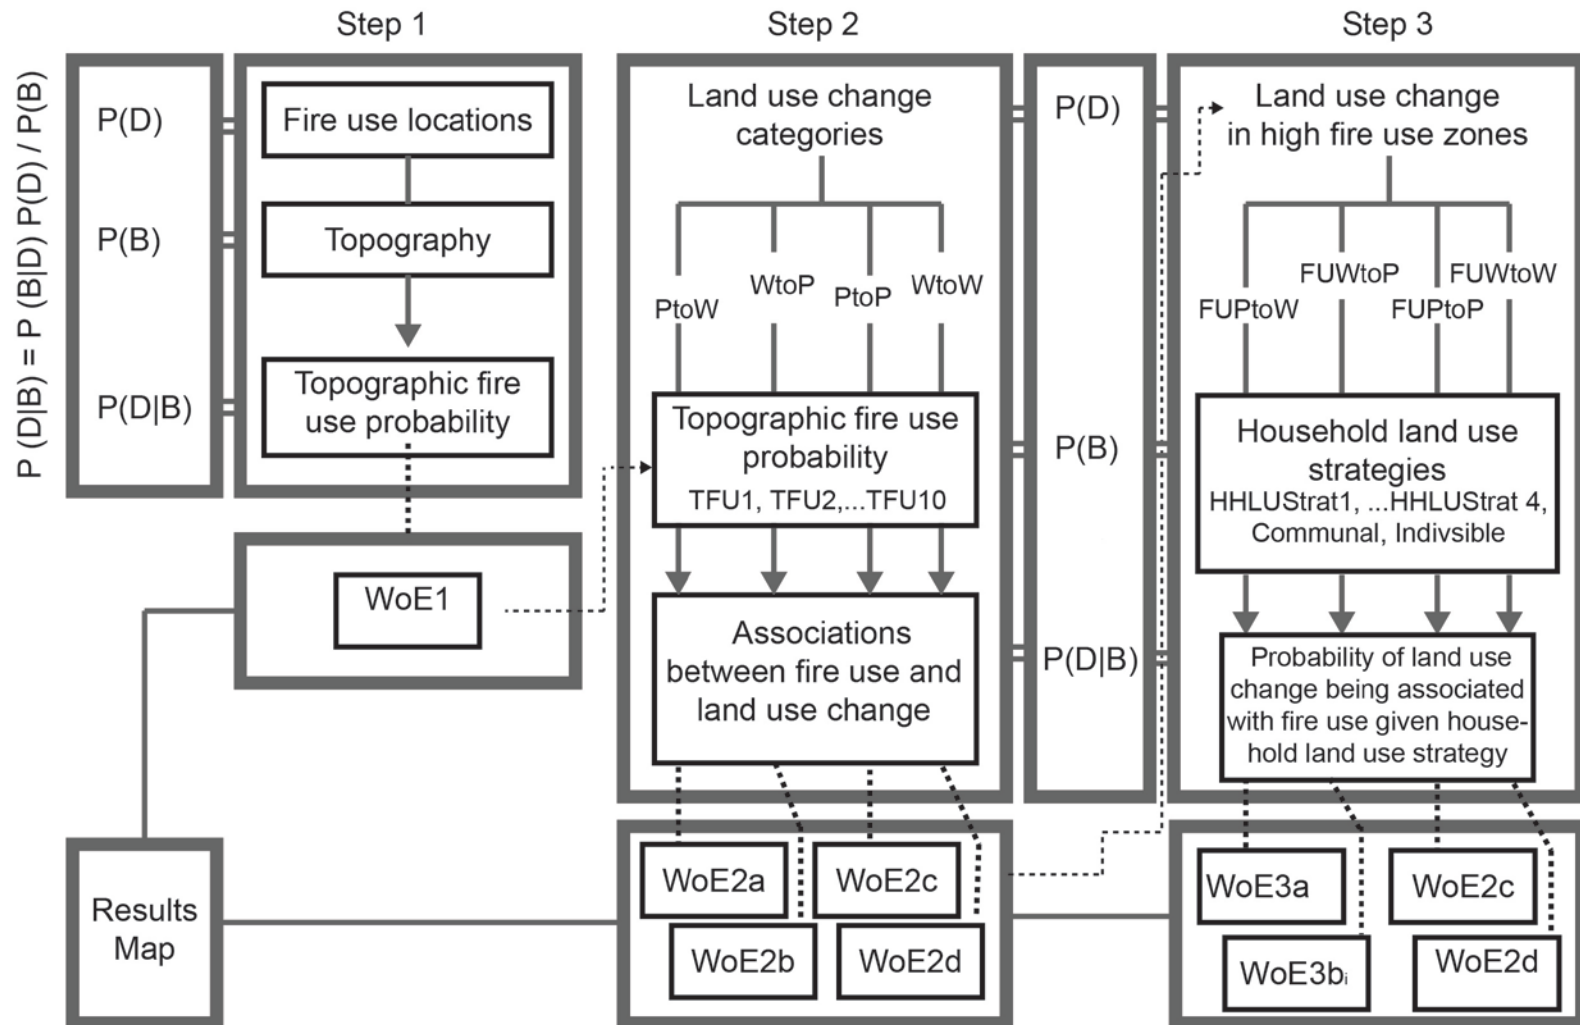 Step 1
Step 2
Step 3
P (D|B) = P (B|D) P(D) / P(B)
P(D)
P(B)
P(D|B)
Fire use locations
Topography
Topographic fire
use probability
WoE1
Results
Map
Land use change
categories
PtoW
WtoP
PtoP
WtoW
Topographic fire use
probability
TFU1, TFU2,...TFU10
Associations
between fire use and
land use change
WoE2a
WoE2c
WoE2b
WoE2d
P(D)
P(B)
P(D|B)
Land use change
in high fire use zones
FUPtoW
FUWtoP
FUPtoP
FUWtoW
Household land use
strategies
HHLUStrat1, ...HHLUStrat 4,
Communal, Indivsible
Probability of land use
change being associated
with fire use given house-
hold land use strategy
WoE3a
WoE2c
WoE3bi
WoE2d